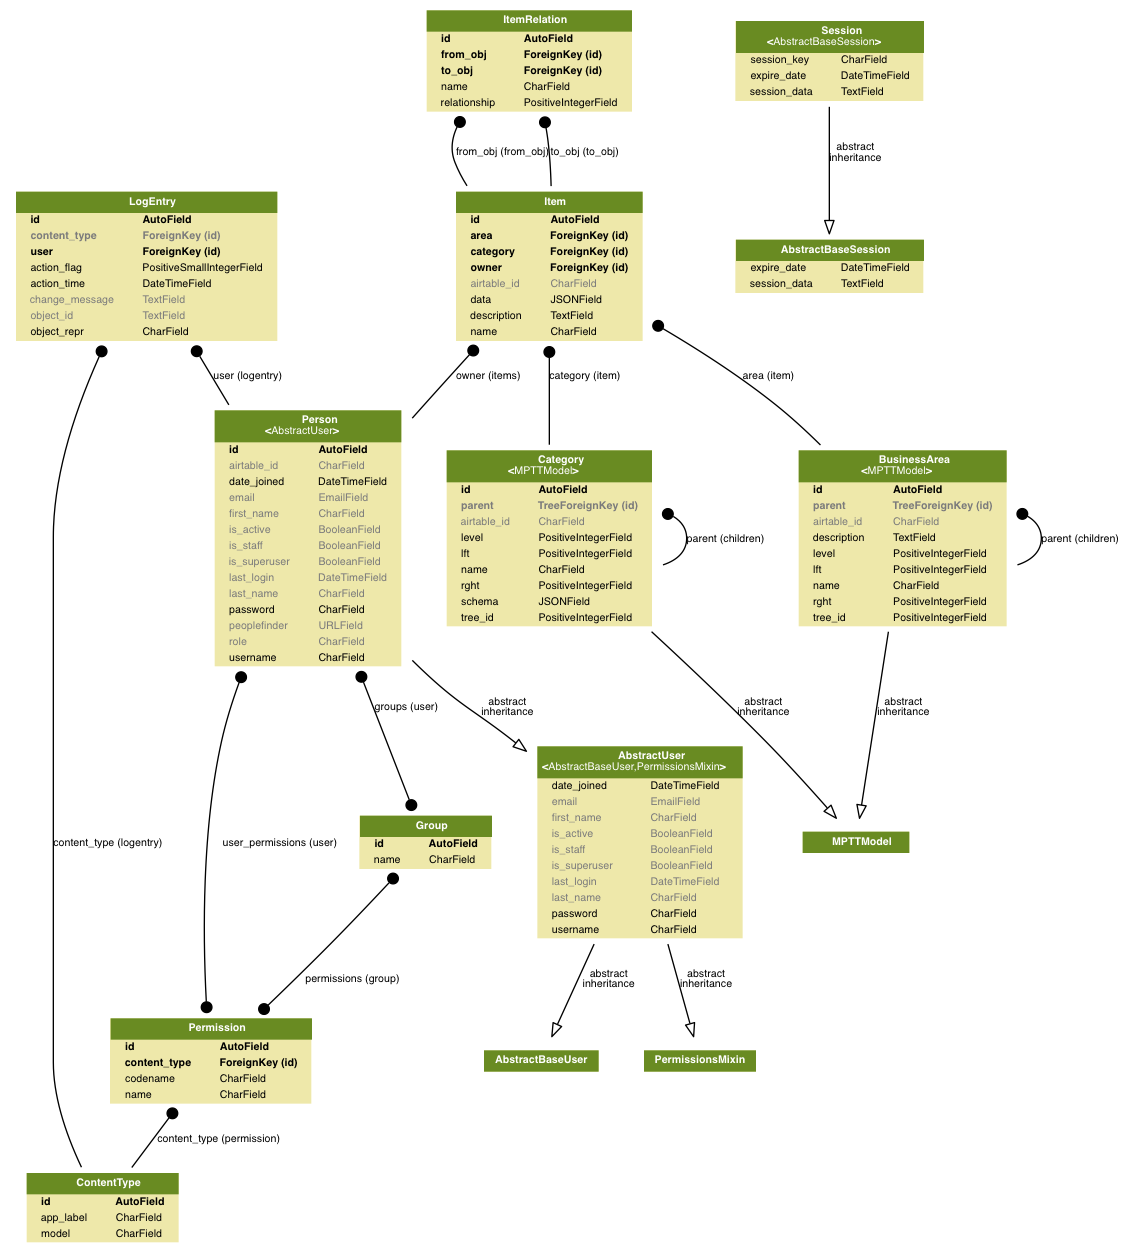 ItemRelation
id AutoField
from_obj ForeignKey (id)
to_obj ForeignKey (id)
name CharField
relationship PositiveIntegerField
Session
<AbstractBaseSession>
session_key CharField
expire_date DateTimeField
session_data TextField
from_obj (from_obj)
to_obj (to_obj)
abstract
inheritance
LogEntry
id AutoField
content_type ForeignKey (id)
user ForeignKey (id)
action_flag PositiveSmallIntegerField
action_time DateTimeField
change_message TextField
object_id TextField
object_repr CharField
Item
id AutoField
area ForeignKey (id)
category ForeignKey (id)
owner ForeignKey (id)
airtable_id CharField
data JSONField
description TextField
name CharField
AbstractBaseSession
expire_date DateTimeField
session_data TextField
user (logentry)
owner (items)
category (item)
area (item)
Person
<AbstractUser>
id AutoField
airtable_id CharField
date_joined DateTimeField
email EmailField
first_name CharField
is_active BooleanField
is_staff BooleanField
is_superuser BooleanField
last_login DateTimeField
last_name CharField
password CharField
peoplefinder URLField
role CharField
username CharField
Category
<MPTTModel>
id AutoField
parent TreeForeignKey (id)
airtable_id CharField
level PositiveIntegerField
lft PositiveIntegerField
name CharField
rght PositiveIntegerField
schema JSONField
tree_id PositiveIntegerField
parent (children)
BusinessArea
<MPTTModel>
id AutoField
parent TreeForeignKey (id)
airtable_id CharField
description TextField
level PositiveIntegerField
lft PositiveIntegerField
name CharField
rght PositiveIntegerField
tree_id PositiveIntegerField
parent (children)
groups (user)
abstract
inheritance
abstract
inheritance
abstract
inheritance
AbstractUser
<AbstractBaseUser,PermissionsMixin>
date_joined DateTimeField
email EmailField
first_name CharField
is_active BooleanField
is_staff BooleanField
is_superuser BooleanField
last_login DateTimeField
last_name CharField
password CharField
username CharField
content_type (logentry)
user_permissions (user)
Group
id AutoField
name CharField
MPTTModel
permissions (group)
abstract
inheritance
abstract
inheritance
Permission
id AutoField
content_type ForeignKey (id)
codename CharField
name CharField
AbstractBaseUser
PermissionsMixin
content_type (permission)
ContentType
id AutoField
app_label CharField
model CharField